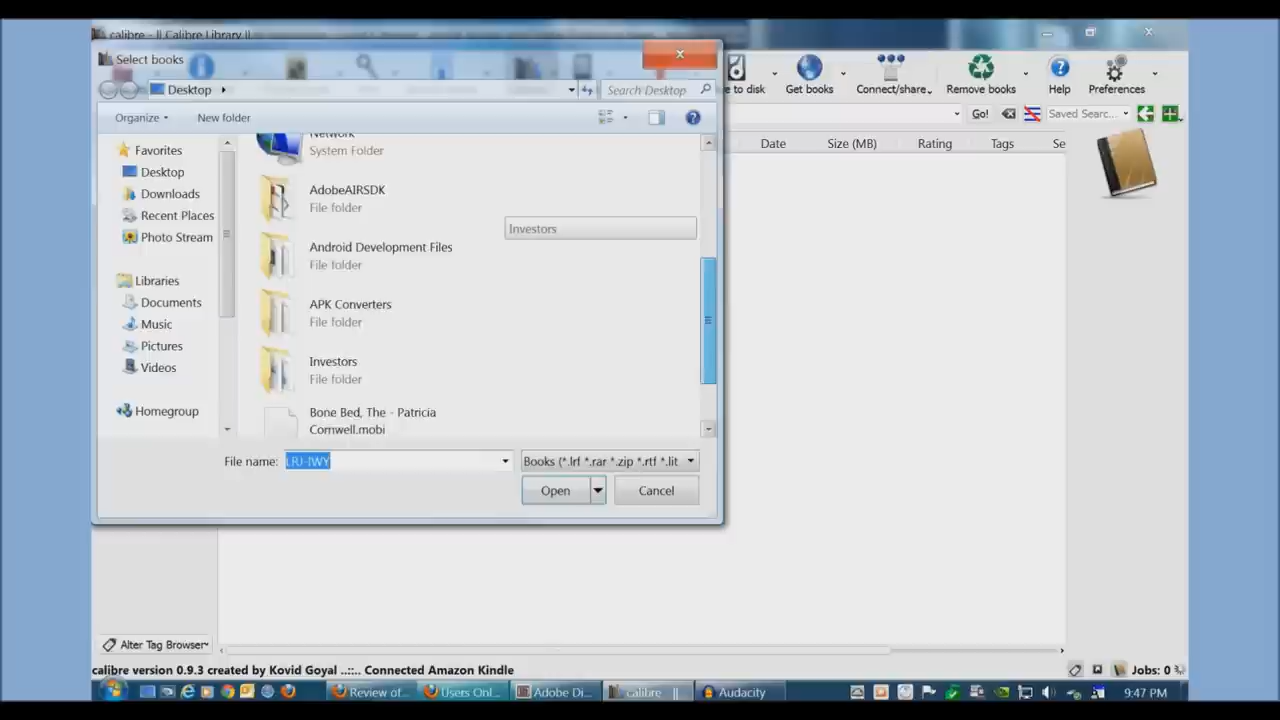 calibre - || Calibre Library ||
Select books
Desktop
Search Desktop
to disk
Get books
Connect/share
Remove books
Help
Preferences
Organize
New folder
Go!
Saved Searc...
Date
Size (MB)
Rating
Tags
Se
Favorites
Desktop
Downloads
Recent Places
Photo Stream
Libraries
Documents
Music
Pictures
Videos
Homegroup
Network
System Folder
AdobeAIRSDK
File folder
Investors
Android Development Files
File folder
APK Converters
File folder
Investors
File folder
Bone Bed, The - Patricia
Cornwell.mobi
File name:
Books (*.lrf *.rar *.zip *.rtf *.lit
Open
Cancel
Alter Tag Browser
calibre version 0.9.3 created by Kovid Goyal ..::.. Connected Amazon Kindle
Jobs: 0
Review of...
Users Onl...
Adobe Di...
calibre ||
Audacity
9:47 PM